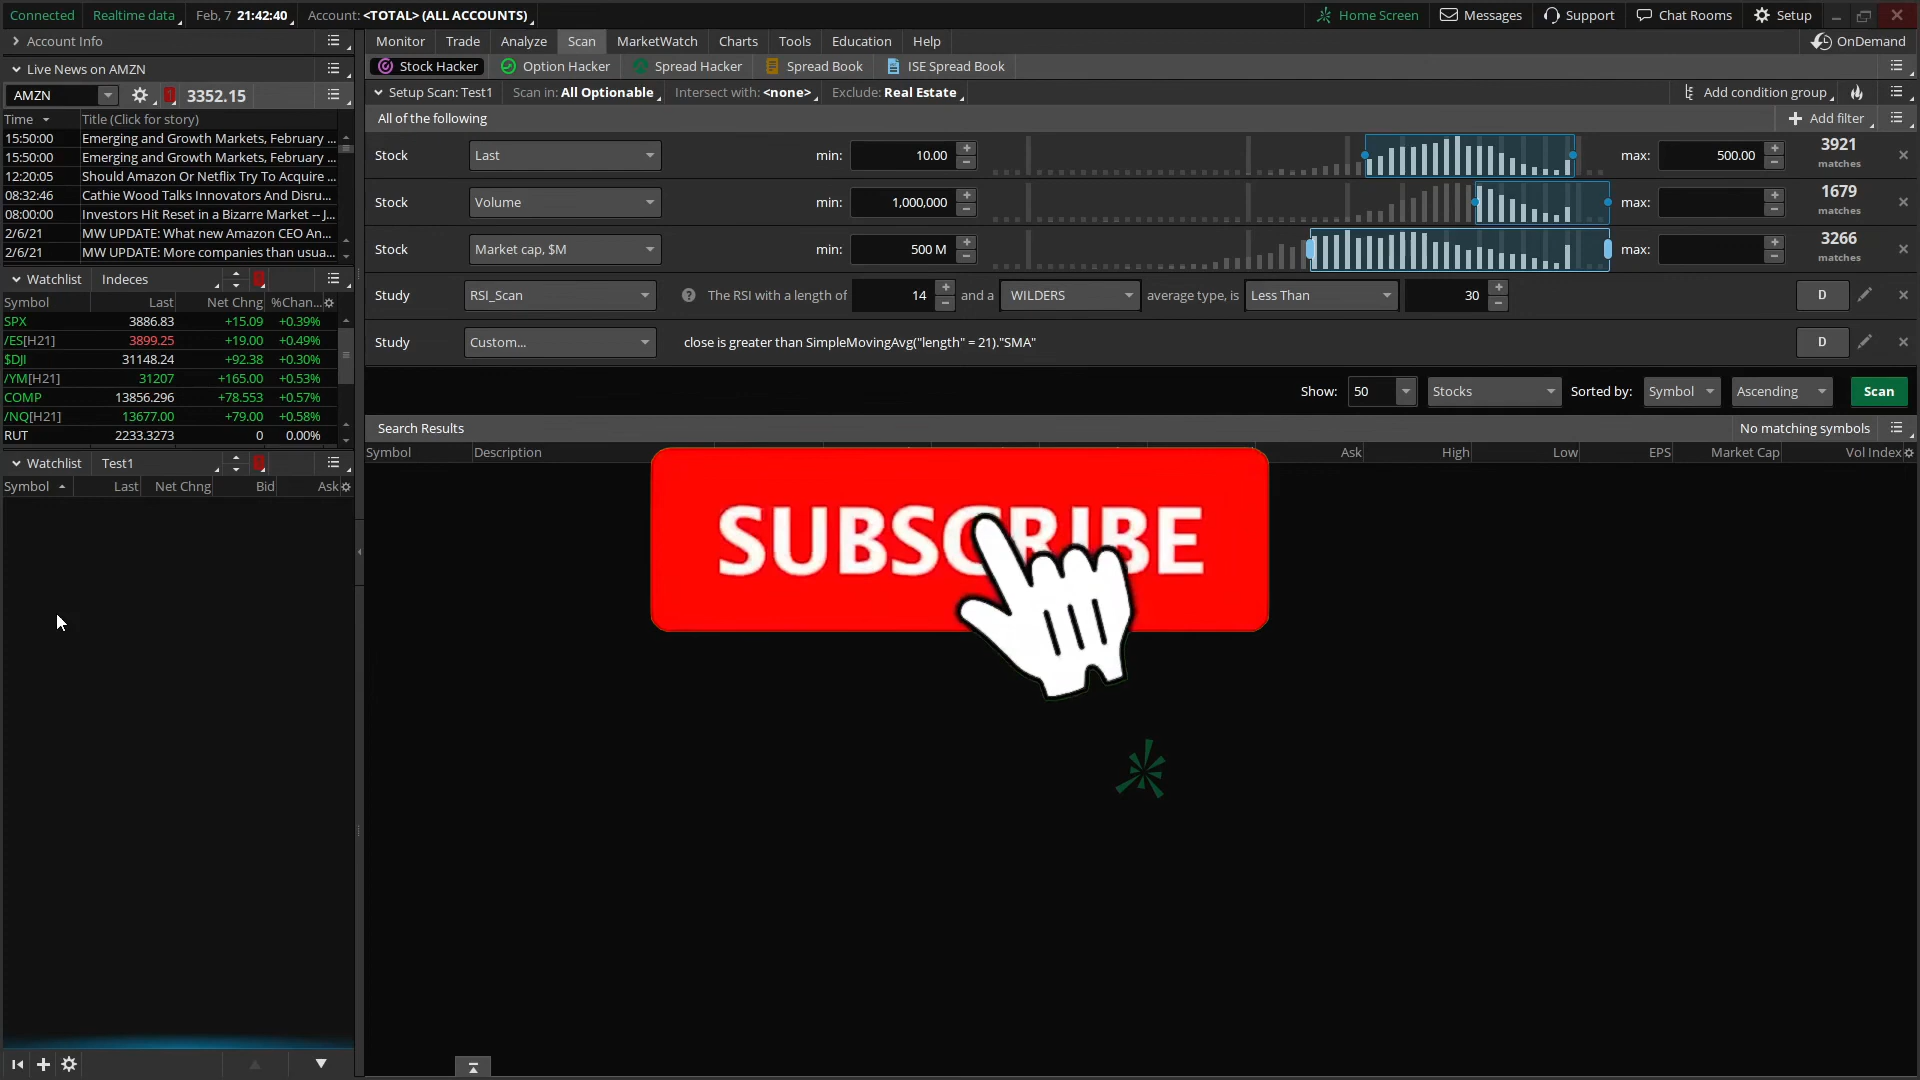 Connected Realtime data Feb, 7 21:42:40 Account: <TOTAL> (ALL ACCOUNTS) Home Screen Messages Support Chat Rooms Setup
Account Info
Monitor Trade Analyze Scan MarketWatch Charts Tools Education Help OnDemand
Live News on AMZN
Stock Hacker Option Hacker Spread Hacker Spread Book ISE Spread Book
AMZN 3352.15
Setup Scan: Test1 Scan in: All Optionable Intersect with: <none> Exclude: Real Estate Add condition group
Time Title (Click for story)
All of the following Add filter
15:50:00 Emerging and Growth Markets, February ...
15:50:00 Emerging and Growth Markets, February ...
12:20:05 Should Amazon Or Netflix Try To Acquire ...
08:32:46 Cathie Wood Talks Innovators And Disru...
08:00:00 Investors Hit Reset in a Bizarre Market -- J...
2/6/21 MW UPDATE: What new Amazon CEO An...
2/6/21 MW UPDATE: More companies than usua...
Stock Last min: 10.00 max: 500.00 3921 matches
Stock Volume min: 1,000,000 max: 1679 matches
Stock Market cap, $M min: 500 M max: 3266 matches
Study RSI_Scan The RSI with a length of 14 and a WILDERS average type, is Less Than 30 D
Study Custom... close is greater than SimpleMovingAvg("length" = 21)."SMA" D
Show: 50 Stocks Sorted by: Symbol Ascending Scan
Watchlist Indeces
Symbol Last Net Chng %Chan...
SPX 3886.83 +15.09 +0.39%
/ES[H21] 3899.25 +19.00 +0.49%
$DJI 31148.24 +92.38 +0.30%
/YM[H21] 31207 +165.00 +0.53%
COMP 13856.296 +78.553 +0.57%
/NQ[H21] 13677.00 +79.00 +0.58%
RUT 2233.3273 0 0.00%
Search Results No matching symbols
Symbol Description Ask High Low EPS Market Cap Vol Index
Watchlist Test1
Symbol Last Net Chng Bid Ask
SUBSCRIBE